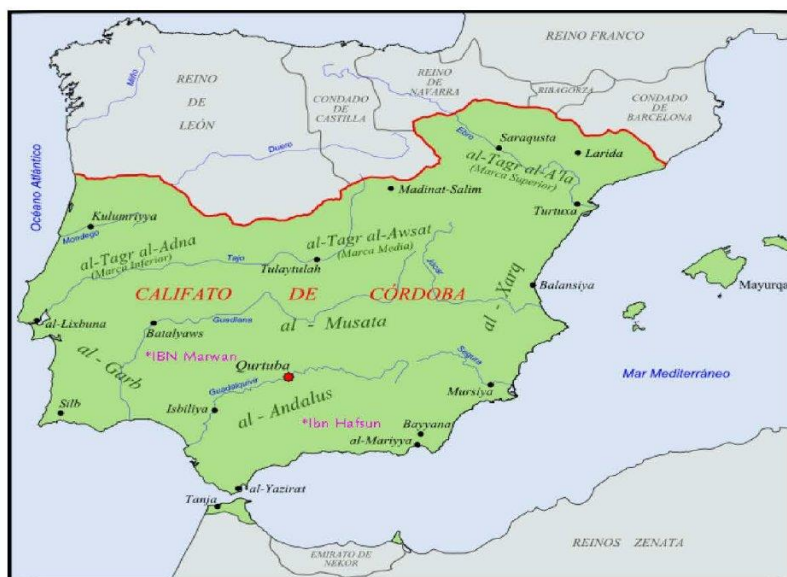 REINO FRANCO
REINO
DE
LEÓN
CONDADO
DE
CASTILLA
REINO
DE
NAVARRA
RIBAGORZA
CONDADO
DE
BARCELONA
Miño
Duero
Ebro
Océano Atlántico
Saraqusta
Larida
al-Tagr al-A'la
(Marca Superior)
Madinat-Salim
Turtuxa
Kulumriyya
Mondego
al-Tagr al-Adna
(Marca Inferior)
al-Tagr al-Awsat
(Marca Media)
Tajo
Tulaytulah
Júcar
al - Xarq
Balansiya
Mayurqa
CALIFATO DE CÓRDOBA
al-Lixbuna
Batalyaws
Guadiana
al - Musata
*IBN Marwan
al - Garb
Qurtuba
Segura
Mar Mediterráneo
Guadalquivir
Mursiya
Silb
Isbiliya
al - Andalus
*Ibn Hafsun
Bayyana
al-Mariyya
al-Yazirat
Tanja
EMIRATO DE
NEKOR
REINOS ZENATA